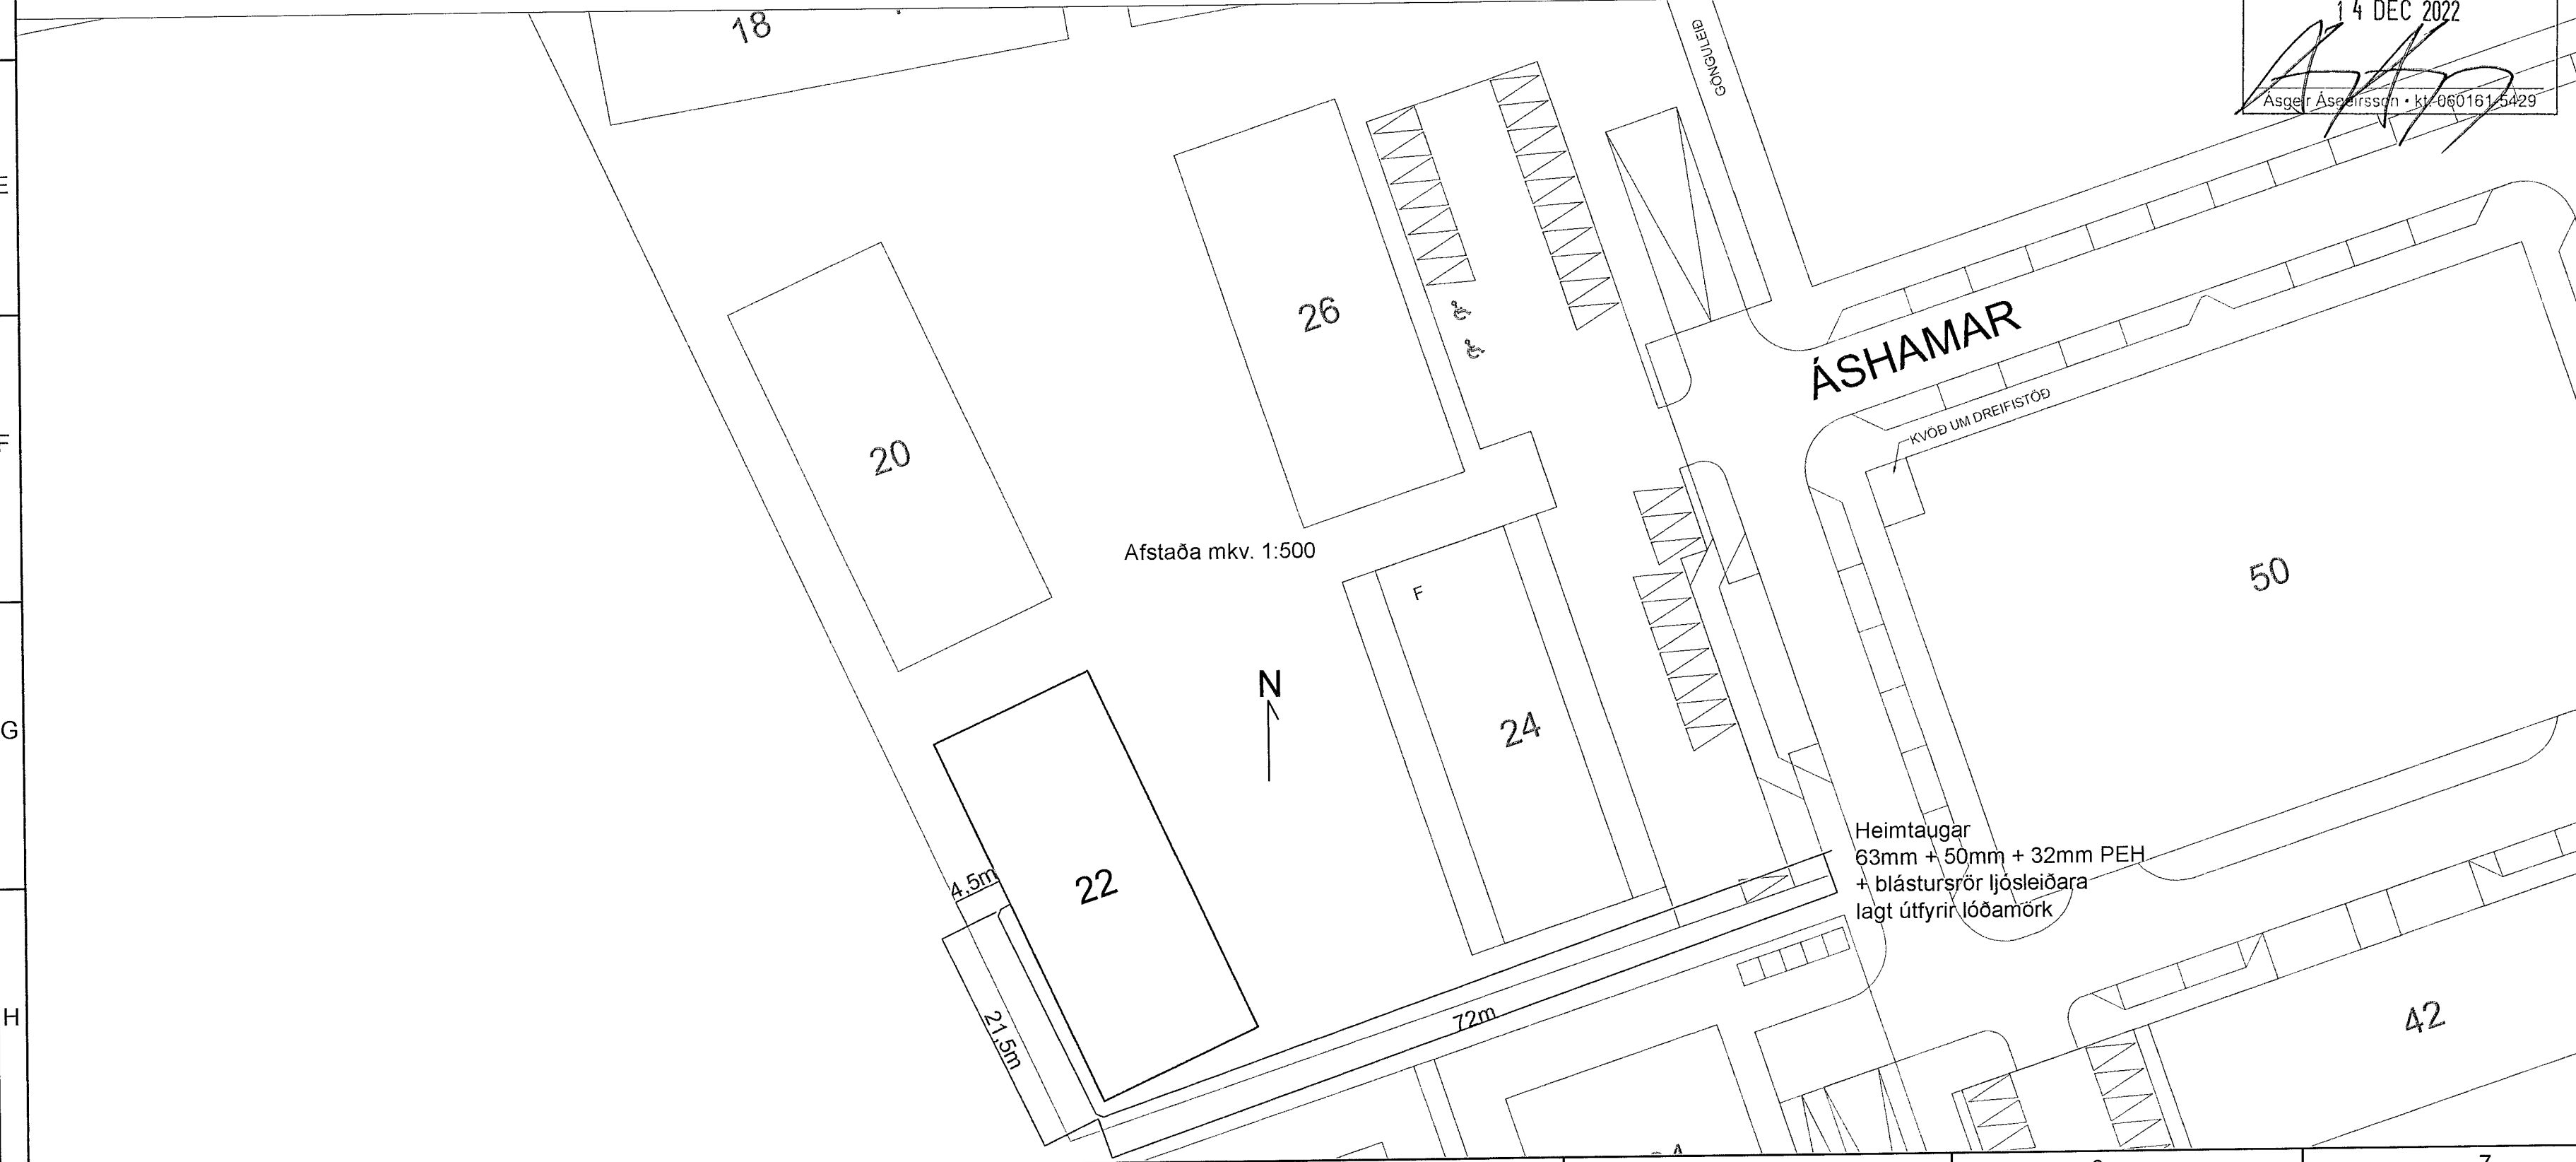 18
GÖNGULEIÐ
14 DEC 2022
Ásgeir Ásgeirsson • kt. 060161-5429
E
26
ÁSHAMAR
KVÖÐ UM DREIFISTÖÐ
F
20
Afstaða mkv. 1:500
50
F
N
24
G
Heimtaugar
63mm + 50mm + 32mm PEH
+ blástursrör ljósleiðara
lagt útfyrir lóðamörk
4,5m
22
H
21,5m
72m
42